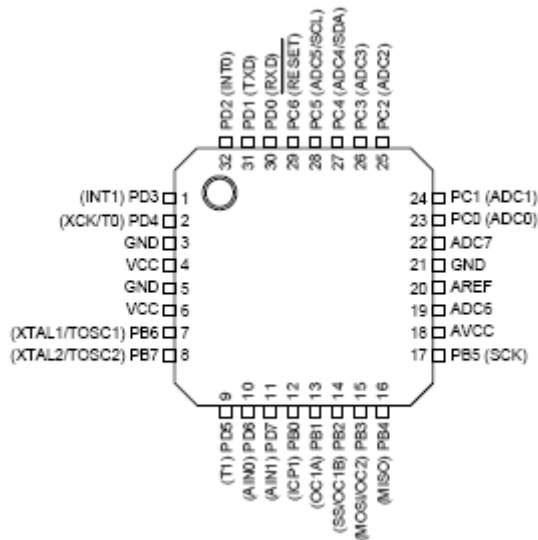 PD2 (INT0)
PD1 (TXD)
PD0 (RXD)
PC6 (RESET)
PC5 (ADC5/SCL)
PC4 (ADC4/SDA)
PC3 (ADC3)
PC2 (ADC2)
32
31
30
29
28
27
26
25
(INT1) PD3 1
(XCK/T0) PD4 2
GND 3
VCC 4
GND 5
VCC 6
(XTAL1/TOSC1) PB6 7
(XTAL2/TOSC2) PB7 8
24 PC1 (ADC1)
23 PC0 (ADC0)
22 ADC7
21 GND
20 AREF
19 ADC6
18 AVCC
17 PB5 (SCK)
9
10
11
12
13
14
15
16
(T1) PD5
(AIN0) PD6
(AIN1) PD7
(ICP1) PB0
(OC1A) PB1
(SS/OC1B) PB2
(MOSI/OC2) PB3
(MISO) PB4